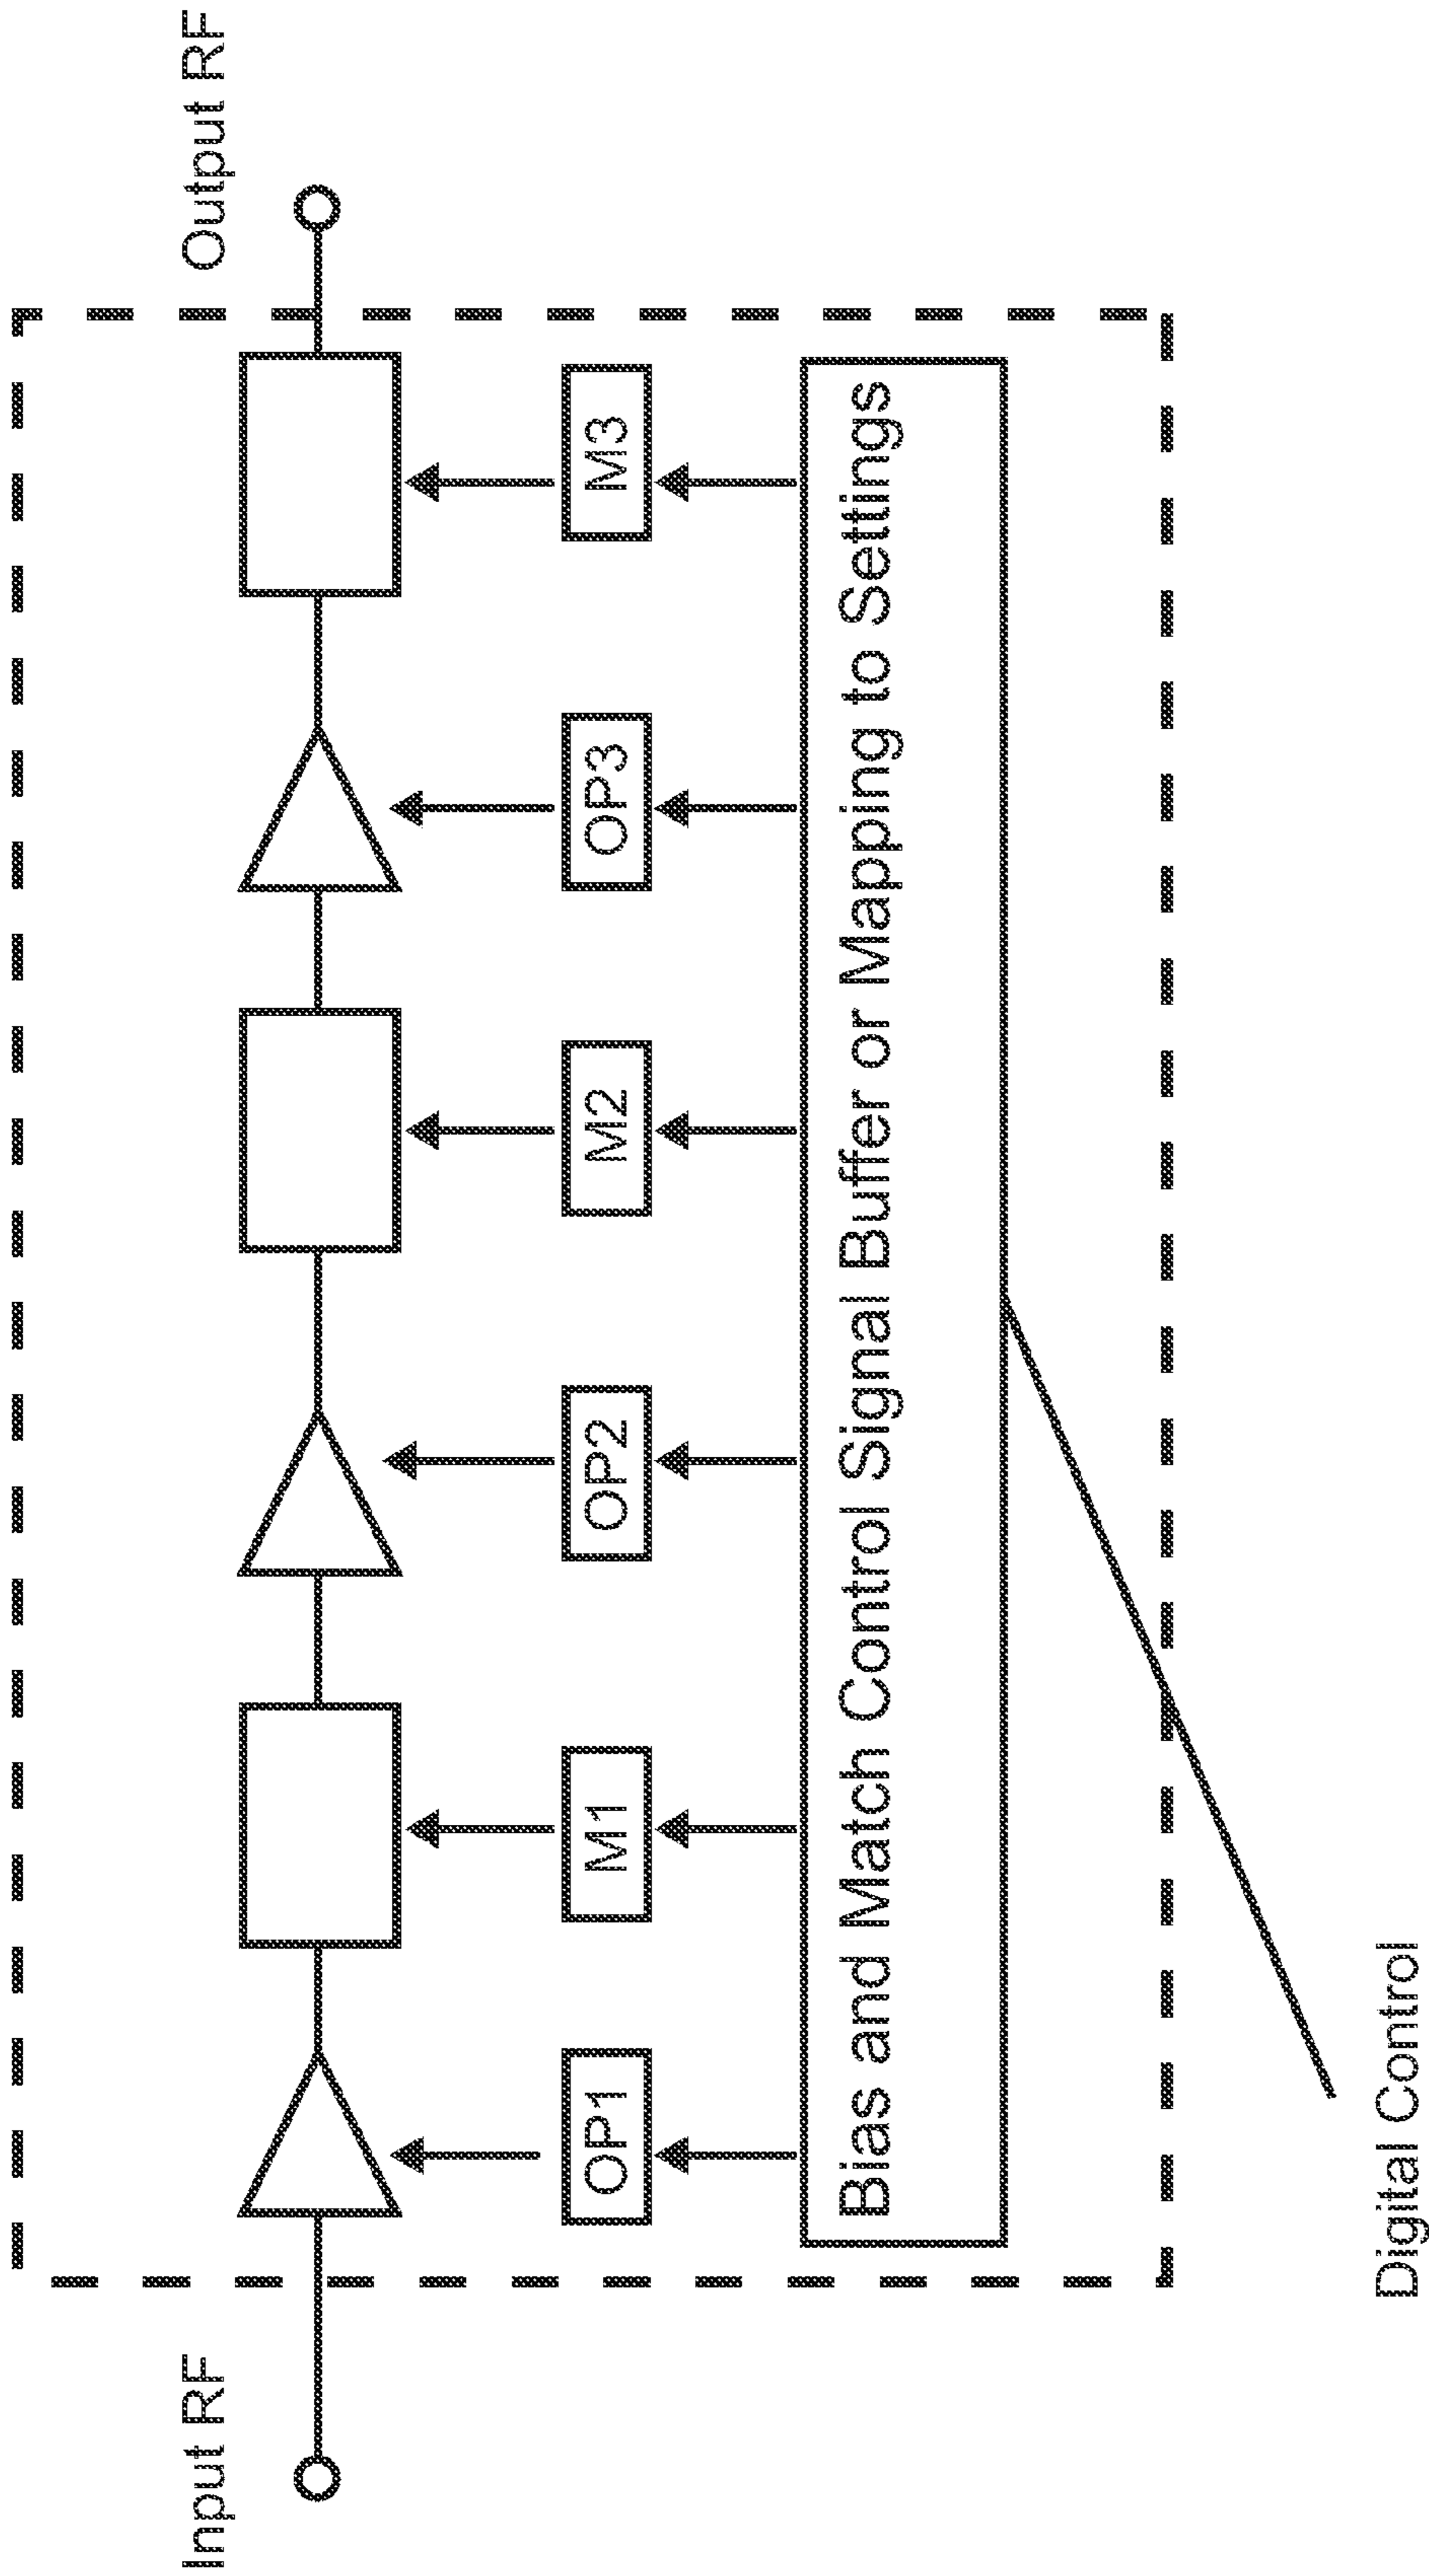 Input RF
Output RF
OP1
M1
OP2
M2
OP3
M3
Bias and Match Control Signal Buffer or Mapping to Settings
Digital Control